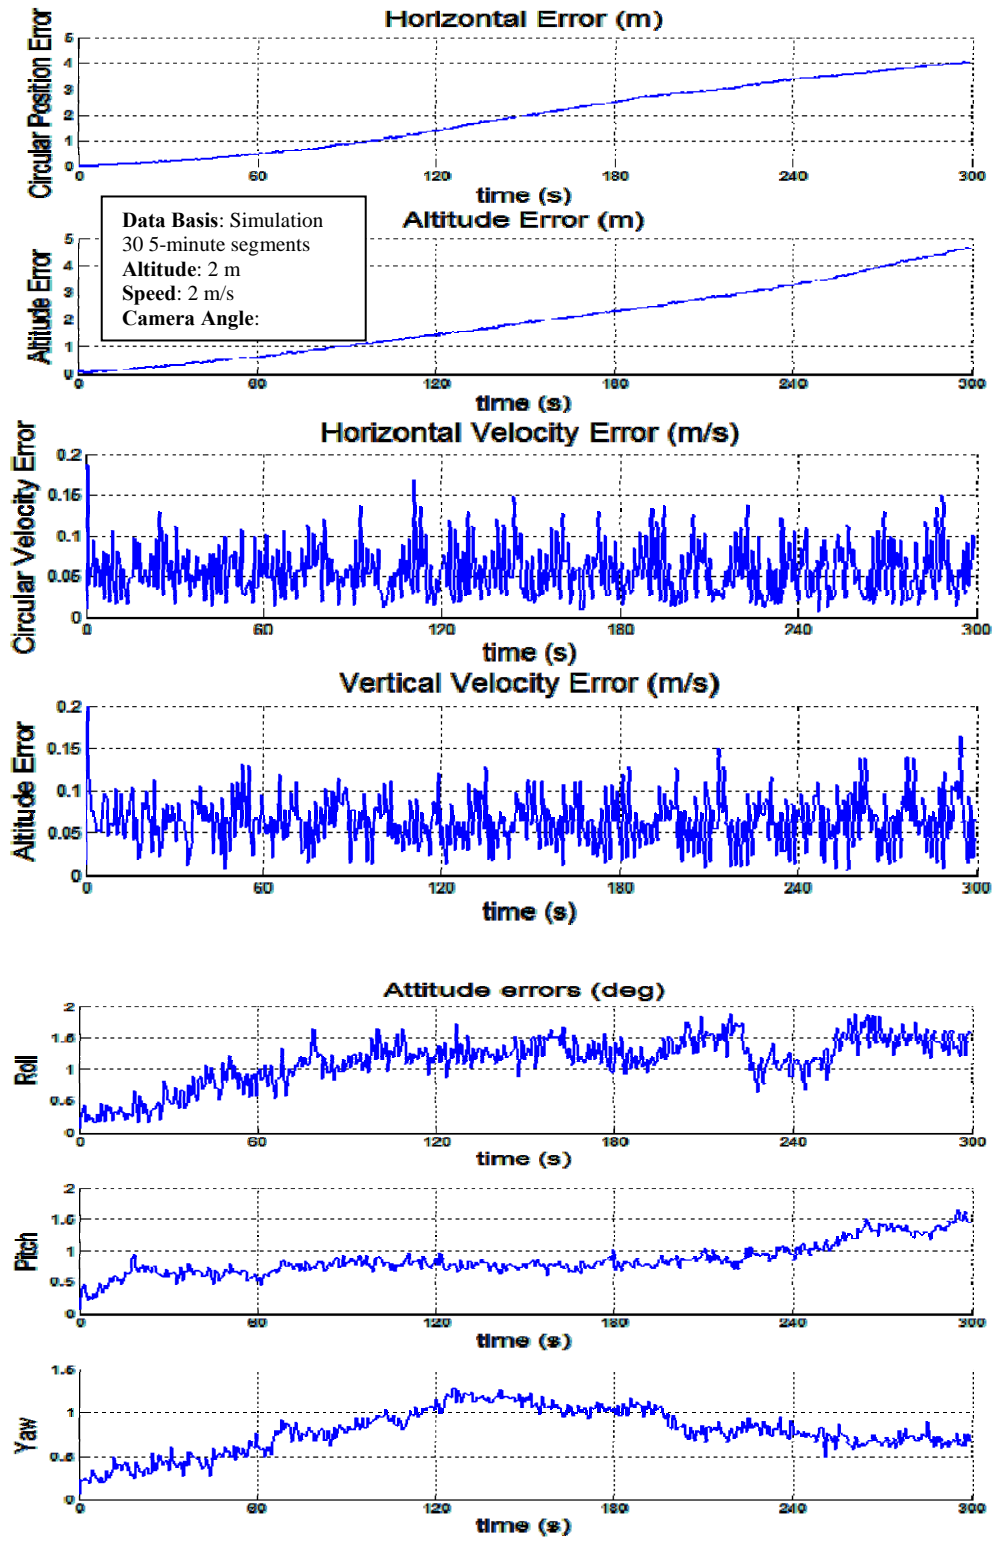 Horizontal Error (m)
Circular Position Error
5
4
3
2
1
0
0 60 120 180 240 300
time (s)
Data Basis: Simulation
30 5-minute segments
Altitude: 2 m
Speed: 2 m/s
Camera Angle:
Altitude Error (m)
Altitude Error
5
4
3
2
1
0
0 60 120 180 240 300
time (s)
Horizontal Velocity Error (m/s)
Circular Velocity Error
0.2
0.15
0.1
0.05
0
0 60 120 180 240 300
time (s)
Vertical Velocity Error (m/s)
Altitude Error
0.2
0.15
0.1
0.05
0
0 60 120 180 240 300
time (s)
Attitude errors (deg)
Roll
2
1.5
1
0.5
0
0 60 120 180 240 300
time (s)
Pitch
2
1.5
1
0.5
0
0 60 120 180 240 300
time (s)
Yaw
1.5
1
0.5
0
0 60 120 180 240 300
time (s)